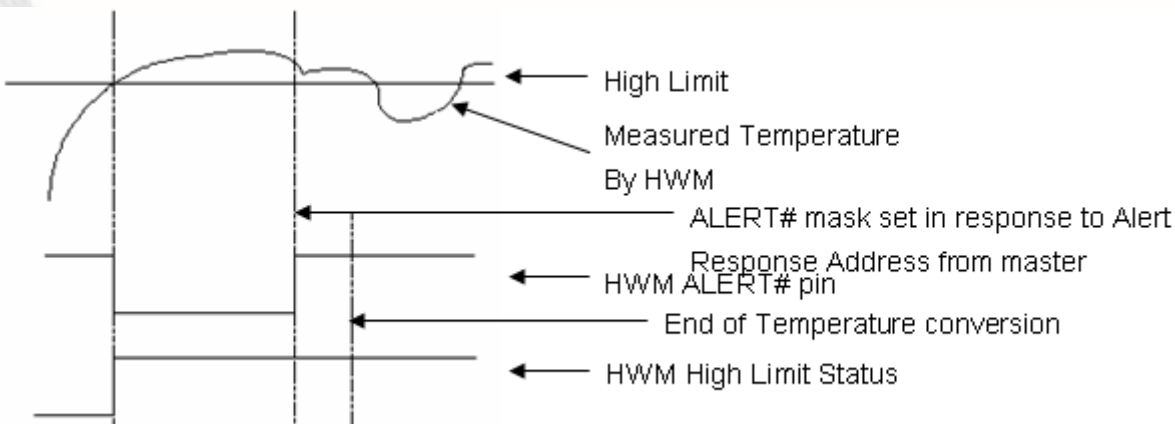 High Limit
Measured Temperature
By HWM
ALERT# mask set in response to Alert
Response Address from master
HWM ALERT# pin
End of Temperature conversion
HWM High Limit Status